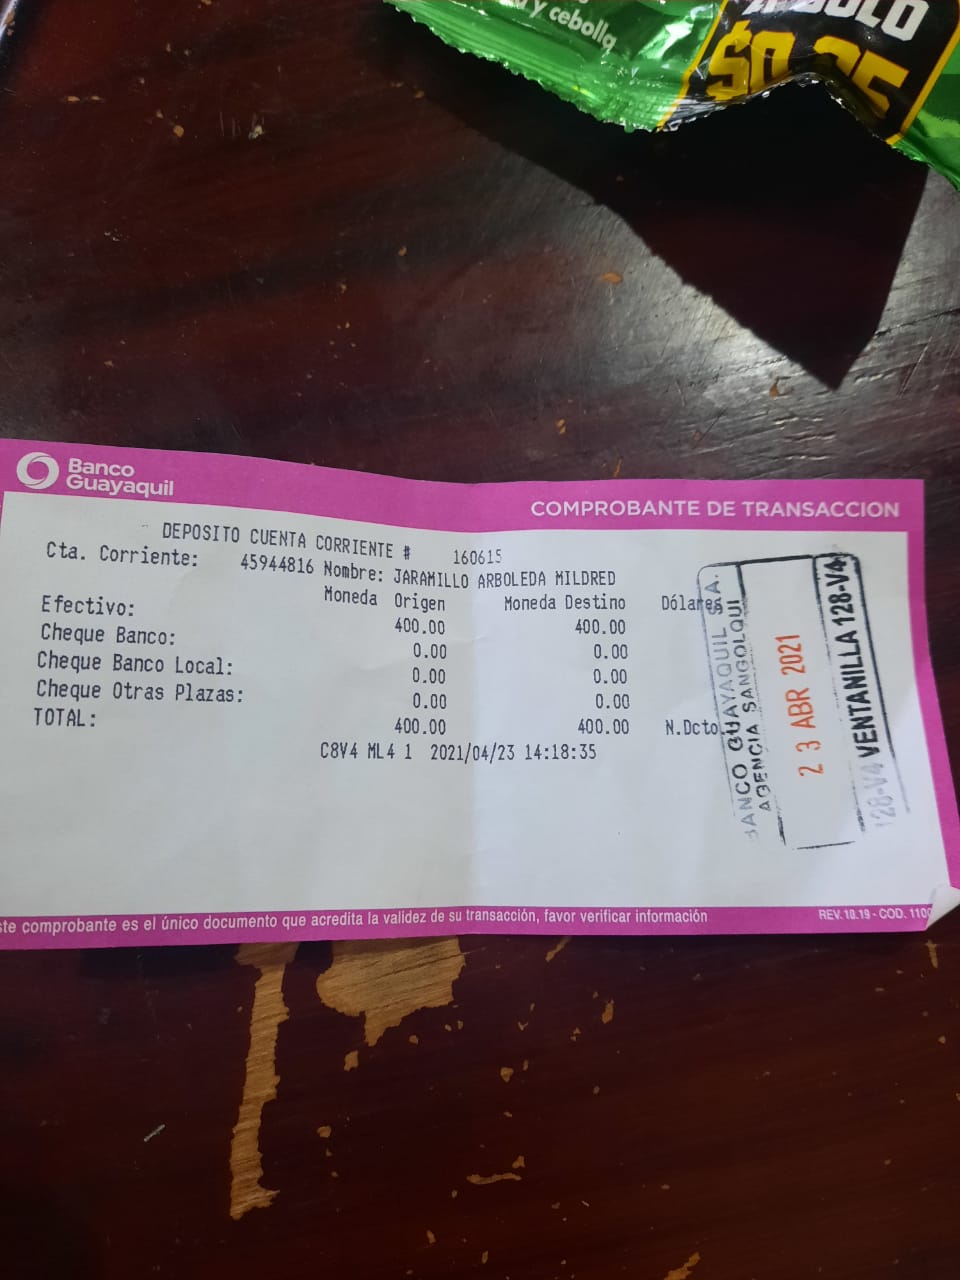 y cebolla
$0.25
Banco
Guayaquil
COMPROBANTE DE TRANSACCION
DEPOSITO CUENTA CORRIENTE # 160615
Cta. Corriente: 45944816 Nombre: JARAMILLO ARBOLEDA MILDRED
Moneda Origen Moneda Destino Dólares
Efectivo: 400.00 400.00
Cheque Banco: 0.00 0.00
Cheque Banco Local: 0.00 0.00
Cheque Otras Plazas: 0.00 0.00
TOTAL: 400.00 400.00 N.Dcto
C8V4 ML4 1 2021/04/23 14:18:35
BANCO GUAYAQUIL S.A.
AGENCIA SANGOLQUI
23 ABR 2021
VENTANILLA 128-V4
128-V4
ste comprobante es el único documento que acredita la validez de su transacción, favor verificar información
REV. 10.19 - COD. 1100